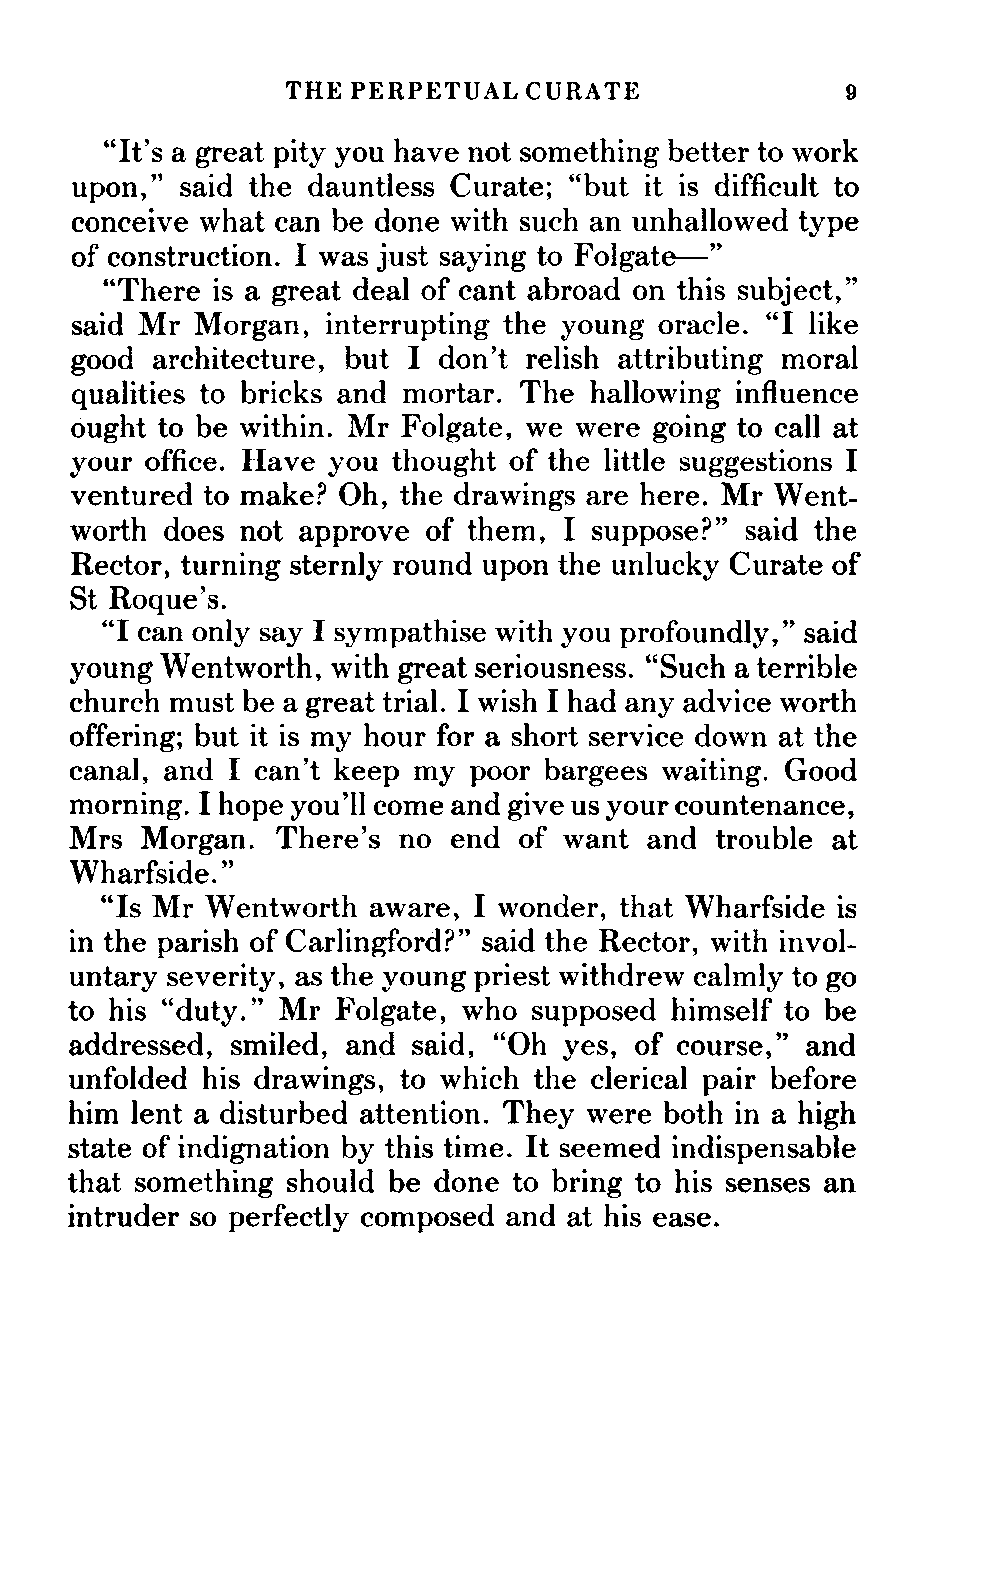 THE PERPETUAL CURATE 9
“It's a great pity you have not something better to work
upon,” said the dauntless Curate; “but it is difficult to
conceive what can be done with such an unhallowed type
of construction. I was just saying to Folgate—”
“There is a great deal of cant abroad on this subject,”
said Mr Morgan, interrupting the young oracle. “I like
good architecture, but I don't relish attributing moral
qualities to bricks and mortar. The hallowing influence
ought to be within. Mr Folgate, we were going to call at
your office. Have you thought of the little suggestions I
ventured to make? Oh, the drawings are here. Mr Went-
worth does not approve of them, I suppose?” said the
Rector, turning sternly round upon the unlucky Curate of
St Roque's.
“I can only say I sympathise with you profoundly,” said
young Wentworth, with great seriousness. “Such a terrible
church must be a great trial. I wish I had any advice worth
offering; but it is my hour for a short service down at the
canal, and I can't keep my poor bargees waiting. Good
morning. I hope you'll come and give us your countenance,
Mrs Morgan. There's no end of want and trouble at
Wharfside.”
“Is Mr Wentworth aware, I wonder, that Wharfside is
in the parish of Carlingford?” said the Rector, with invol-
untary severity, as the young priest withdrew calmly to go
to his “duty.” Mr Folgate, who supposed himself to be
addressed, smiled, and said, “Oh yes, of course,” and
unfolded his drawings, to which the clerical pair before
him lent a disturbed attention. They were both in a high
state of indignation by this time. It seemed indispensable
that something should be done to bring to his senses an
intruder so perfectly composed and at his ease.